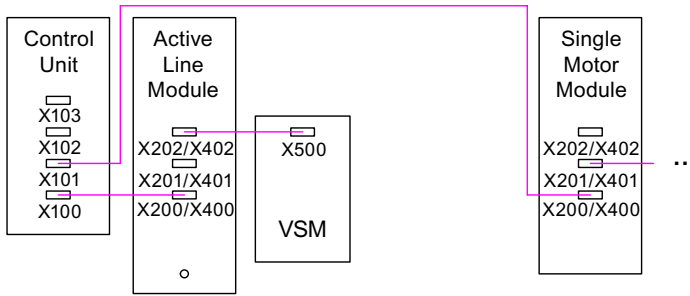 Control
Unit
X103
X102
X101
X100
Active
Line
Module
X202/X402
X201/X401
X200/X400
X500
VSM
Single
Motor
Module
X202/X402
X201/X401
X200/X400
..